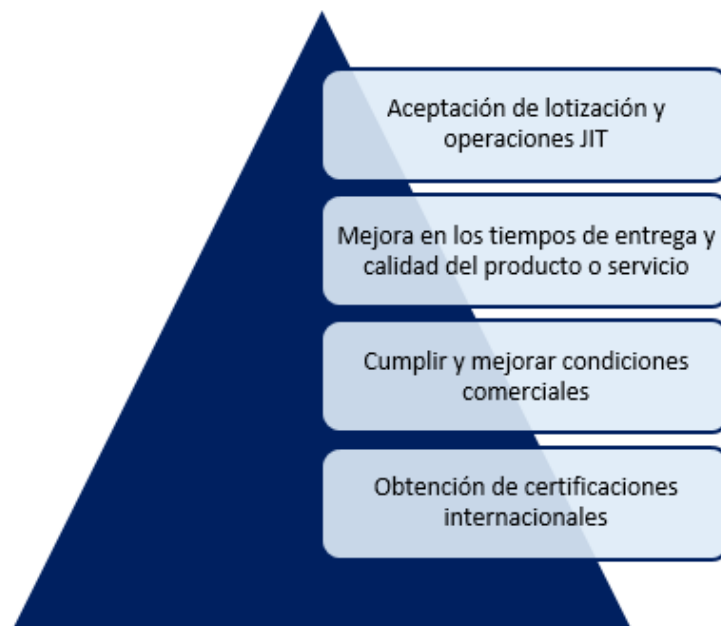 Aceptación de lotización y
operaciones JIT
Mejora en los tiempos de entrega y
calidad del producto o servicio
Cumplir y mejorar condiciones
comerciales
Obtención de certificaciones
internacionales